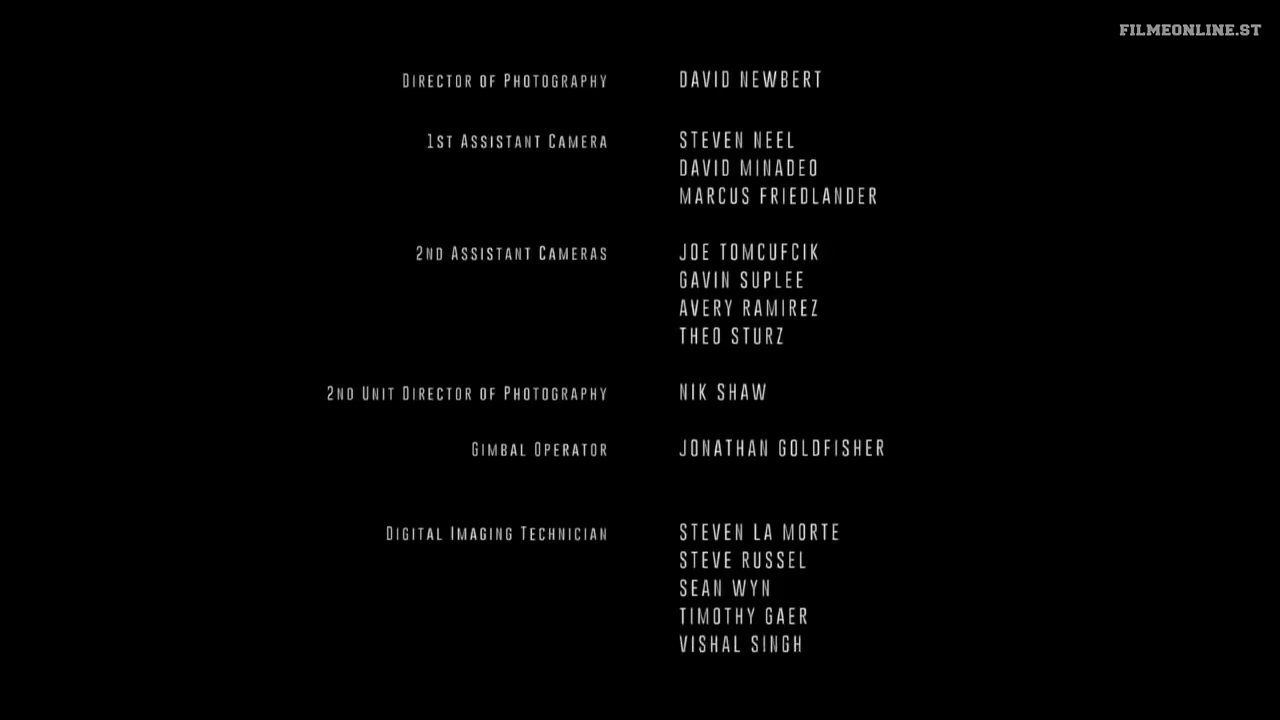 FILMEONLINE.ST
Director of Photography DAVID NEWBERT
1st Assistant Camera STEVEN NEEL
DAVID MINADEO
MARCUS FRIEDLANDER
2nd Assistant Cameras JOE TOMCUFCIK
GAVIN SUPLEE
AVERY RAMIREZ
THEO STURZ
2nd Unit Director of Photography NIK SHAW
Gimbal Operator JONATHAN GOLDFISHER
Digital Imaging Technician STEVEN LA MORTE
STEVE RUSSEL
SEAN WYN
TIMOTHY GAER
VISHAL SINGH